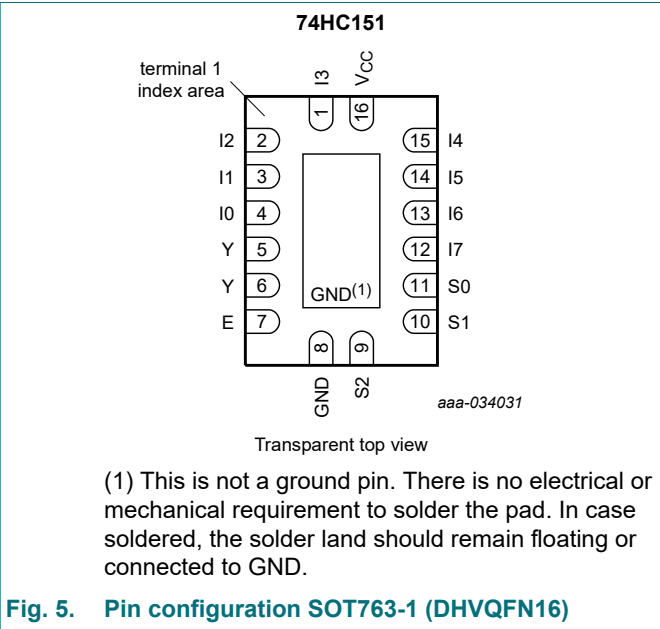 74HC151
terminal 1
index area
I3
VCC
1
16
I2 2
15 I4
I1 3
14 I5
I0 4
13 I6
Y 5
12 I7
Y 6
11 S0
E 7
10 S1
GND(1)
8
9
GND
S2
aaa-034031
Transparent top view
(1) This is not a ground pin. There is no electrical or
mechanical requirement to solder the pad. In case
soldered, the solder land should remain floating or
connected to GND.
Fig. 5. Pin configuration SOT763-1 (DHVQFN16)